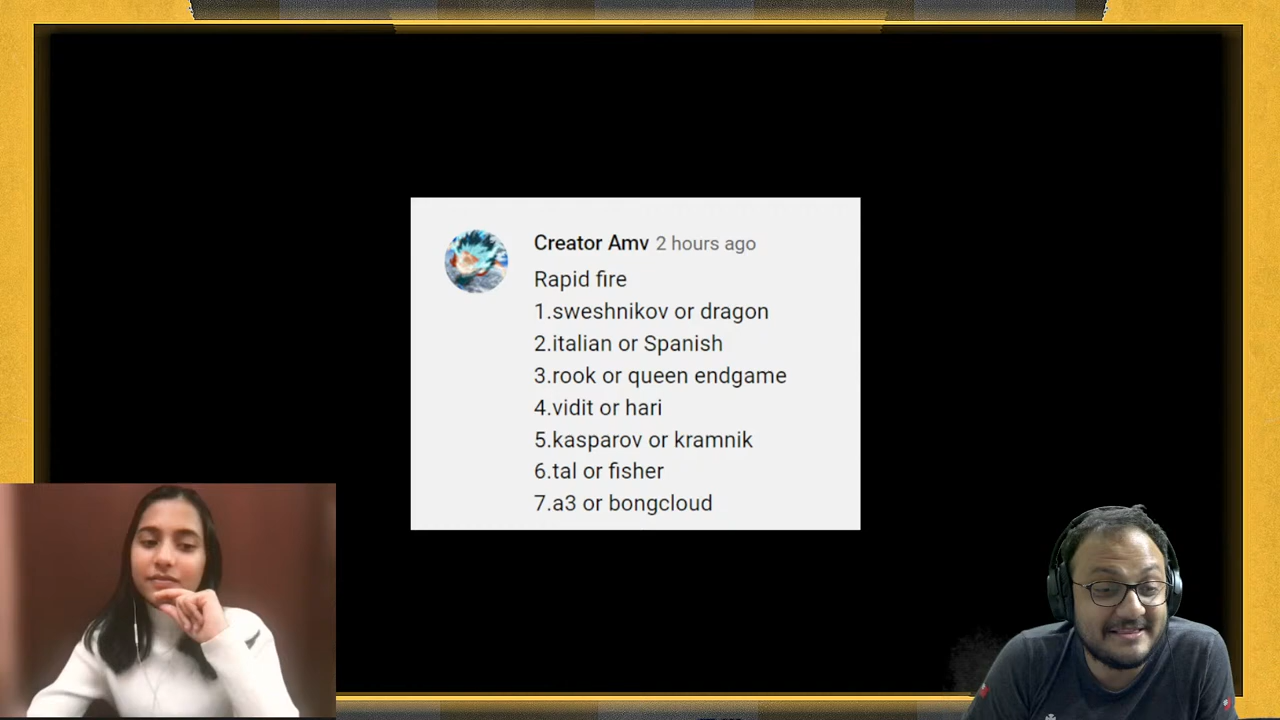 Creator Amv 2 hours ago
Rapid fire
1.sweshnikov or dragon
2.italian or Spanish
3.rook or queen endgame
4.vidit or hari
5.kasparov or kramnik
6.tal or fisher
7.a3 or bongcloud